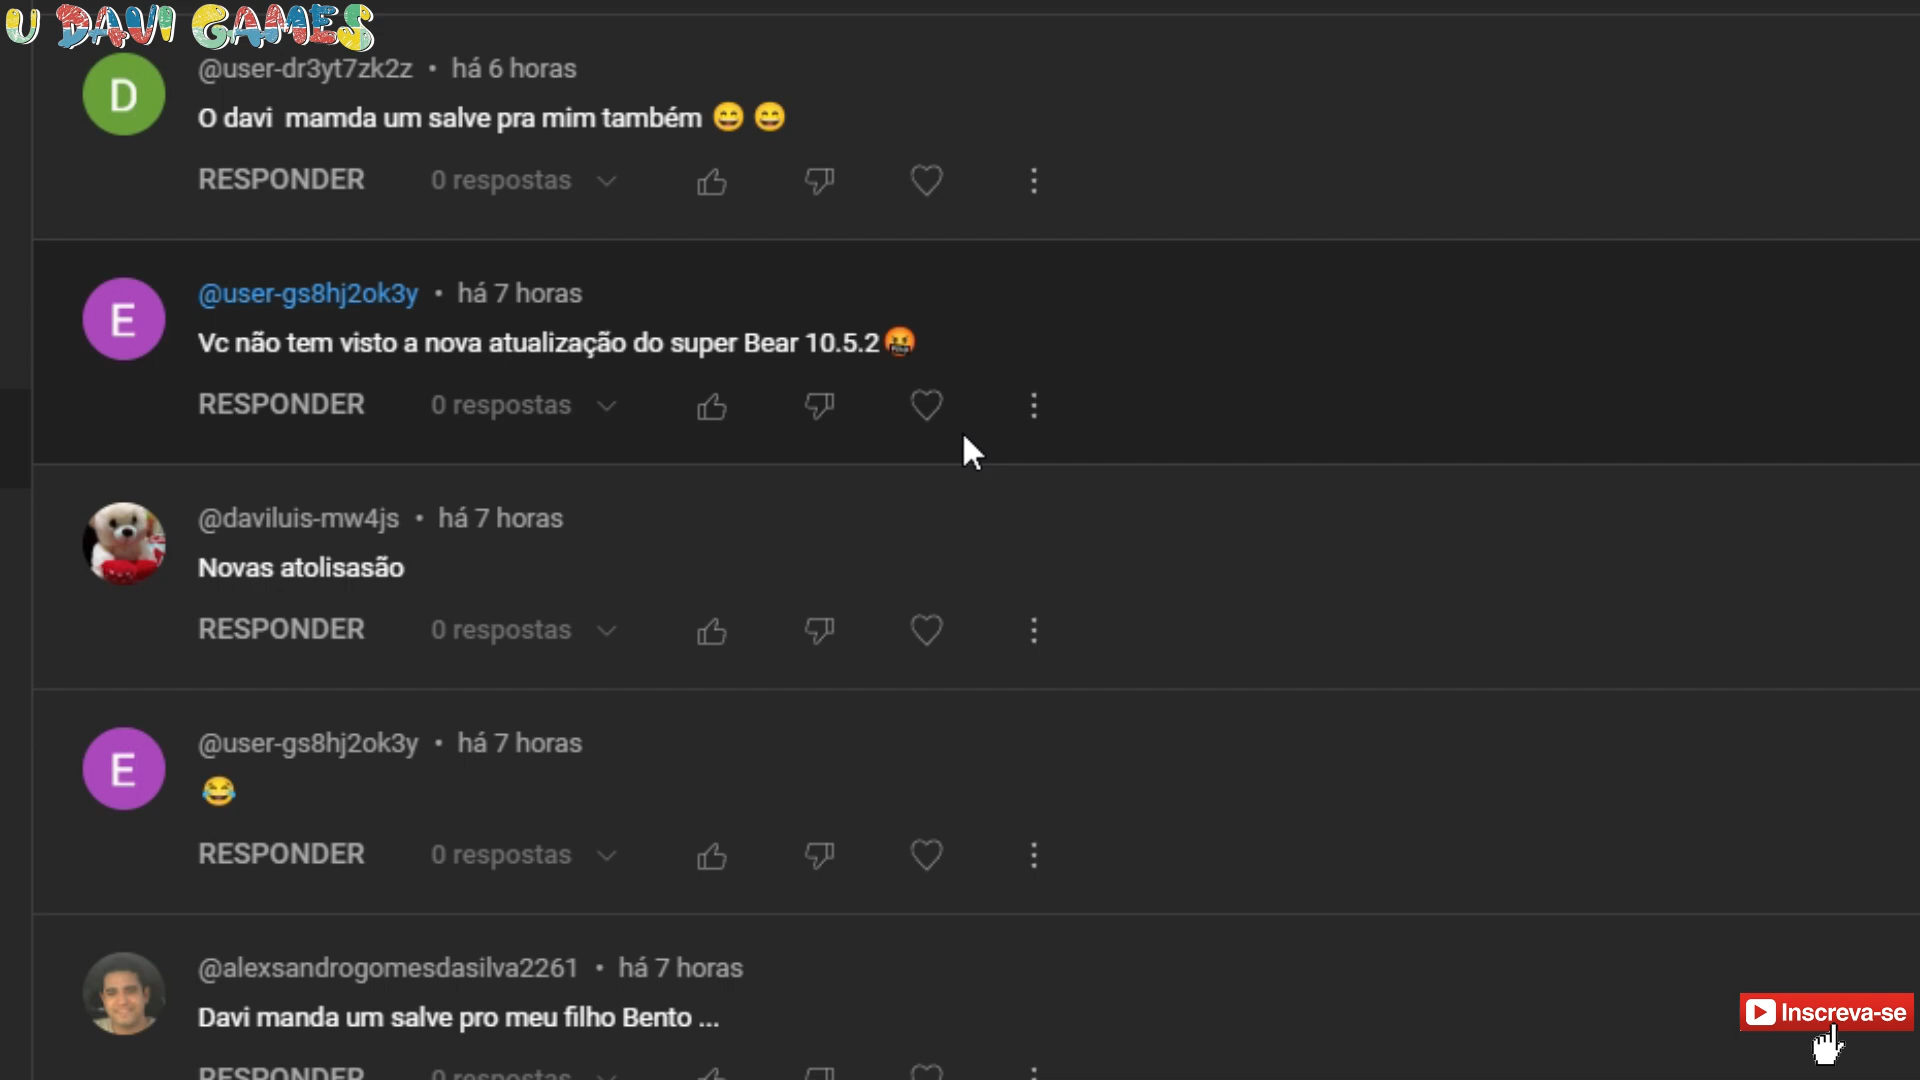 U DAVI GAMES
@user-dr3yt7zk2z • há 6 horas
D
O davi mamda um salve pra mim também 😄 😄
RESPONDER 0 respostas
@user-gs8hj2ok3y • há 7 horas
E
Vc não tem visto a nova atualização do super Bear 10.5.2🤬
RESPONDER 0 respostas
@daviluis-mw4js • há 7 horas
Novas atolisasão
RESPONDER 0 respostas
@user-gs8hj2ok3y • há 7 horas
E
😂
RESPONDER 0 respostas
@alexsandrogomesdasilva2261 • há 7 horas
Davi manda um salve pro meu filho Bento ...
Inscreva-se
RESPONDER 0 respostas